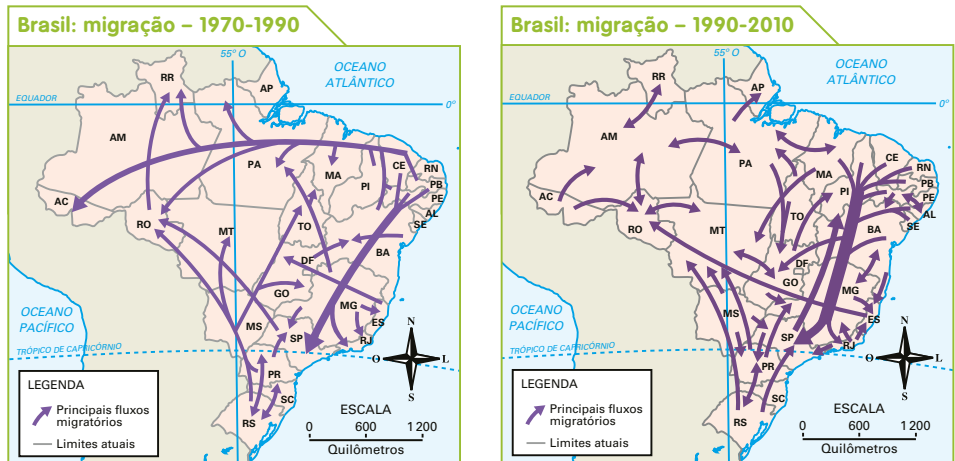 Brasil: migração – 1970-1990
55º O
OCEANO
ATLÂNTICO
RR
AP
EQUADOR
0º
AM
PA
CE
RN
MA
PB
PI
PE
AC
AL
RO
TO
SE
MT
BA
DF
GO
MG
OCEANO
PACÍFICO
MS
ES
SP
RJ
TRÓPICO DE CAPRICÓRNIO
N
O
L
S
PR
SC
RS
LEGENDA
Principais fluxos
migratórios
Limites atuais
ESCALA
0 600 1 200
Quilômetros
Brasil: migração – 1990-2010
55º O
OCEANO
ATLÂNTICO
RR
AP
EQUADOR
0º
AM
PA
CE
RN
MA
PI
PB
PE
AC
AL
TO
SE
RO
MT
BA
DF
GO
MG
OCEANO
PACÍFICO
MS
ES
SP
RJ
TRÓPICO DE CAPRICÓRNIO
N
O
L
S
PR
SC
RS
LEGENDA
Principais fluxos
migratórios
Limites atuais
ESCALA
0 600 1 200
Quilômetros